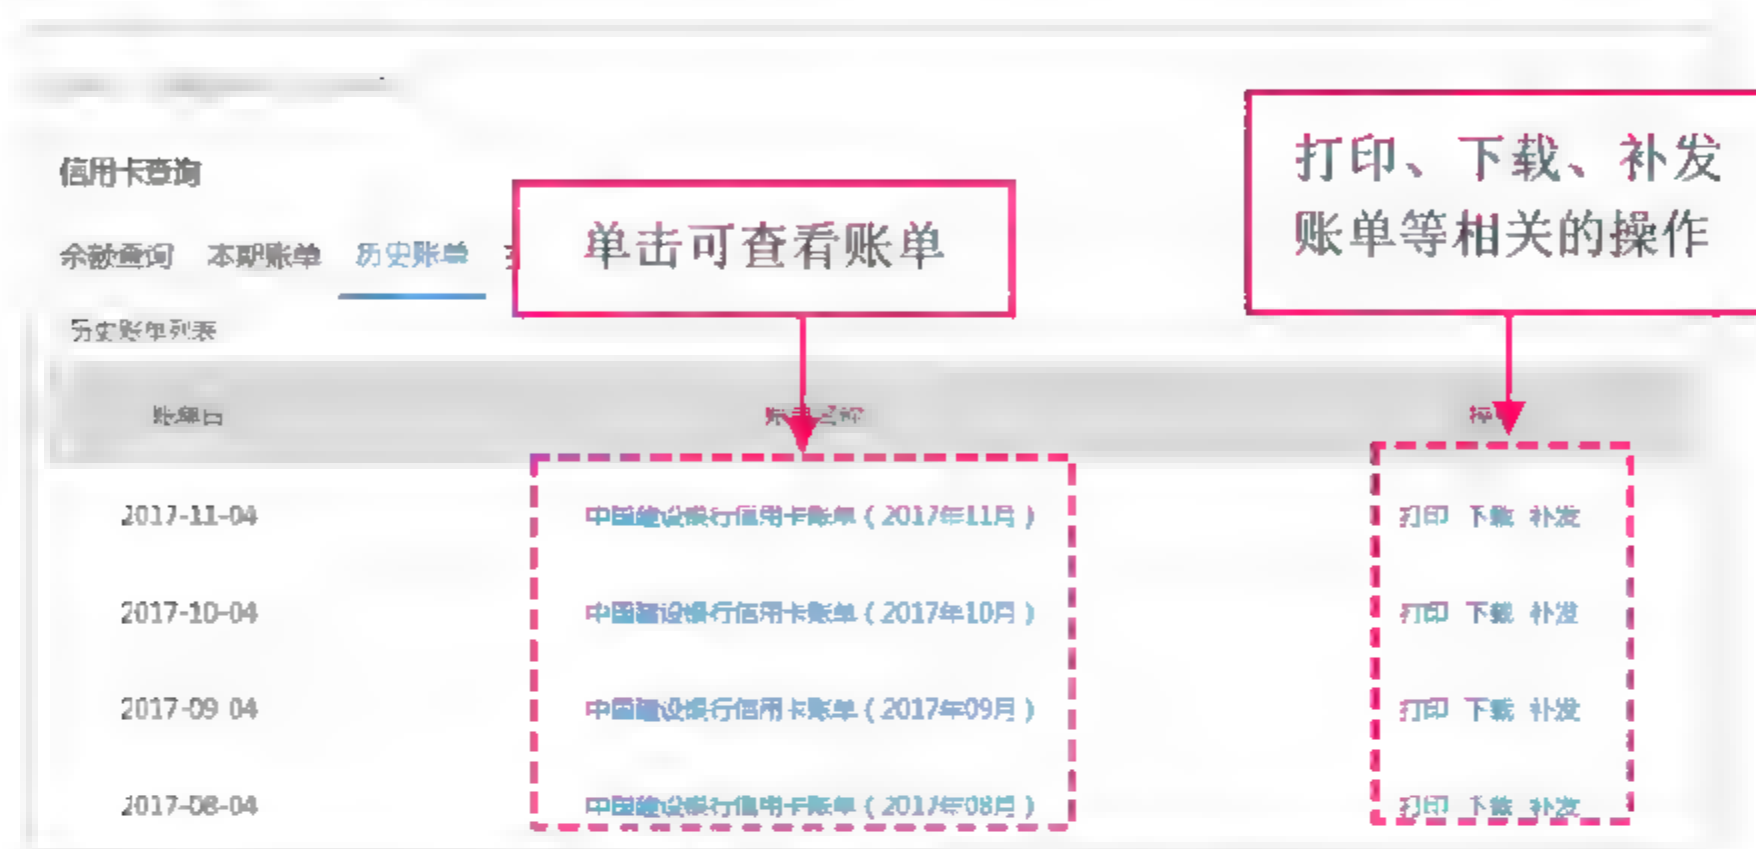 信用卡查询
打印、下载、补发
账单等相关的操作
单击可查看账单
余额查询 本期账单 历史账单
历史账单列表
账单日 账单名称 操作
2017-11-04 中国建设银行信用卡账单(2017年11月) 打印 下载 补发
2017-10-04 中国建设银行信用卡账单(2017年10月) 打印 下载 补发
2017-09-04 中国建设银行信用卡账单(2017年09月) 打印 下载 补发
2017-08-04 中国建设银行信用卡账单(2017年08月) 打印 下载 补发